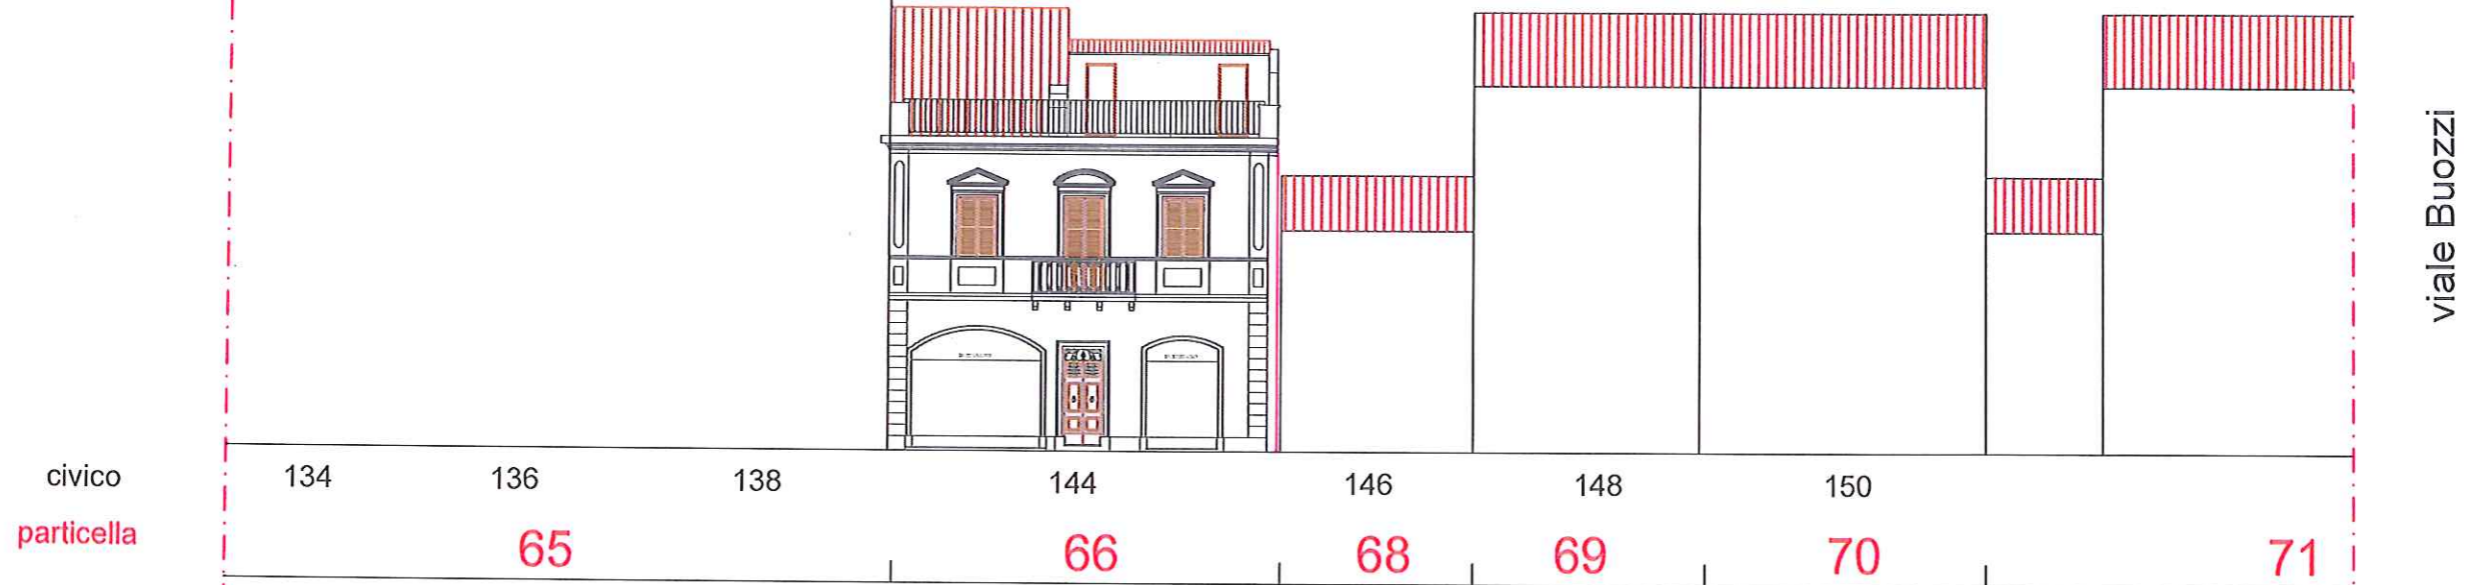 viale Buozzi
civico 134 136 138 144 146 148 150
particella 65 66 68 69 70 71